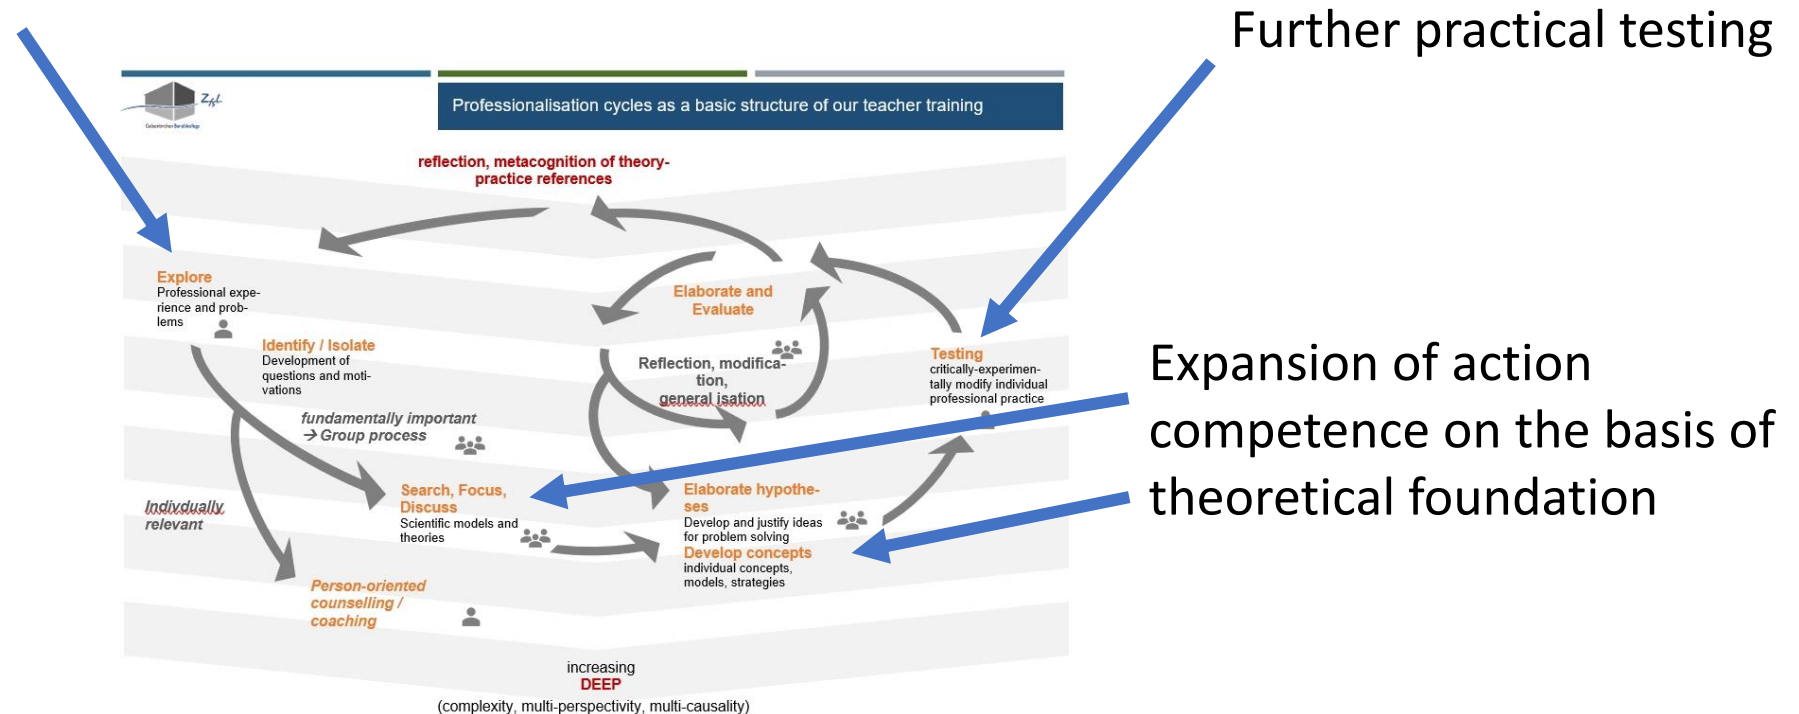 Further practical testing
ZfsL
Gelsenkirchen Berufskollegs
Professionalisation cycles as a basic structure of our teacher training
reflection, metacognition of theory-
practice references
Explore
Professional expe-
rience and prob-
lems
Identify / Isolate
Development of
questions and moti-
vations
fundamentally important
→ Group process
Indivdually
relevant
Search, Focus,
Discuss
Scientific models and
theories
Person-oriented
counselling /
coaching
Elaborate and
Evaluate
Reflection, modifica-
tion,
general isation
Elaborate hypothe-
ses
Develop and justify ideas
for problem solving
Develop concepts
individual concepts,
models, strategies
Testing
critically-experimen-
tally modify individual
professional practice
Expansion of action
competence on the basis of
theoretical foundation
increasing
DEEP
(complexity, multi-perspectivity, multi-causality)